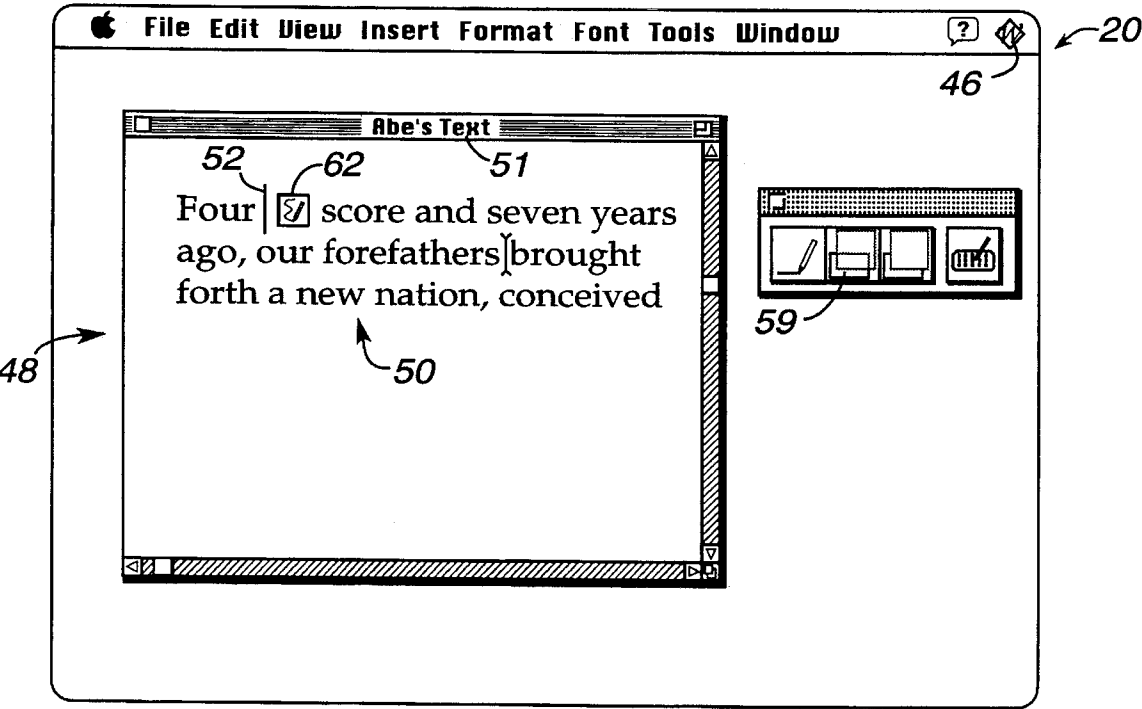 File Edit View Insert Format Font Tools Window ?
20
46
Abe's Text
52 62 51
Four score and seven years
ago, our forefathers brought
forth a new nation, conceived
59
48
50